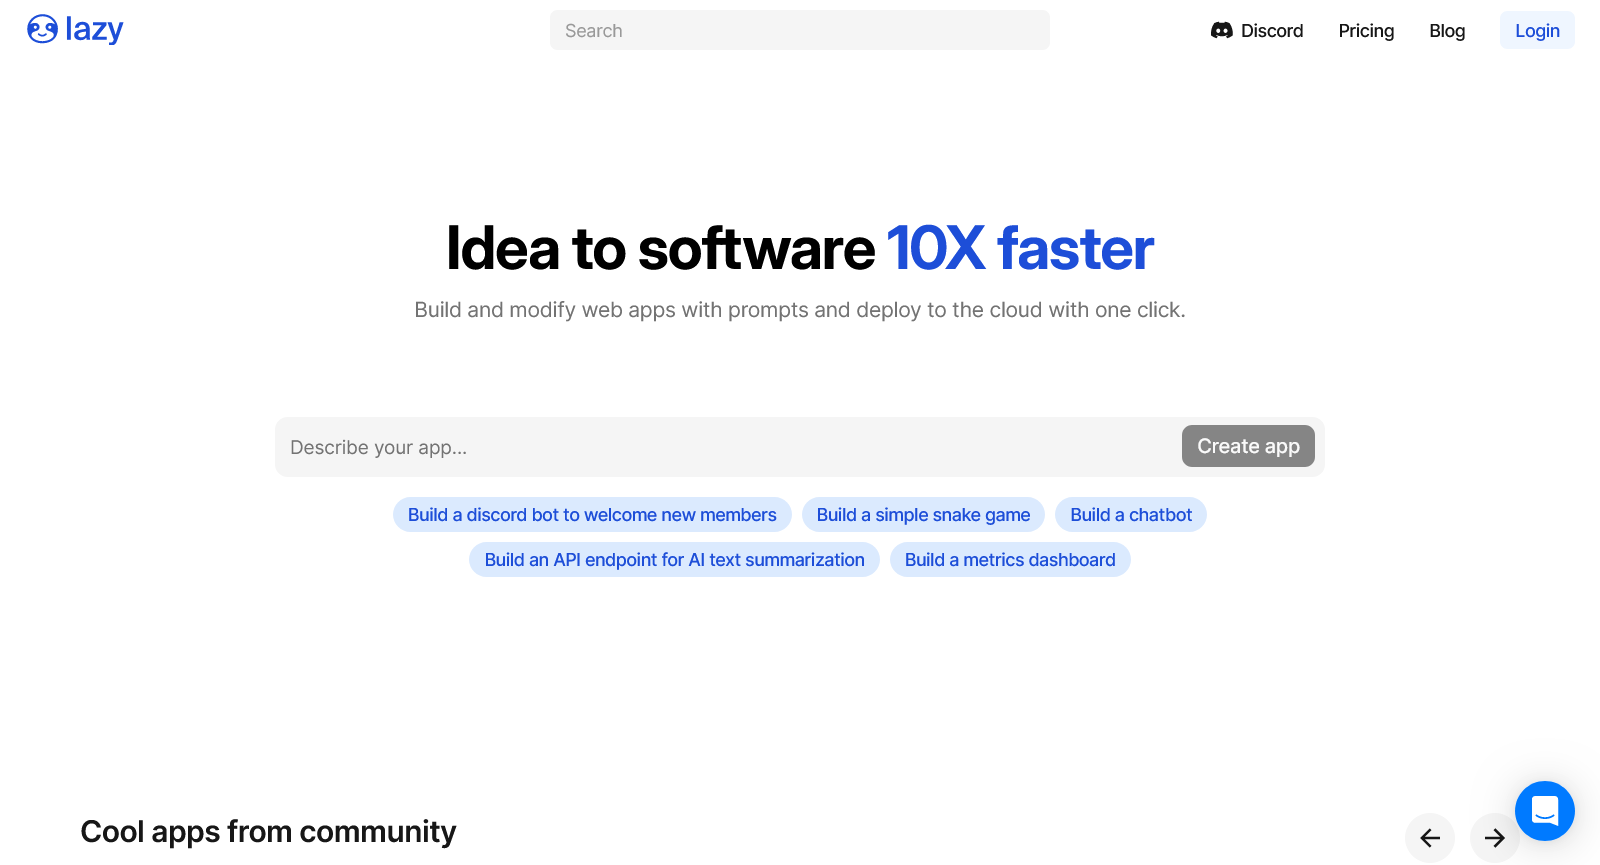 lazy
Search
Discord
Pricing
Blog
Login
Idea to software 10X faster
Build and modify web apps with prompts and deploy to the cloud with one click.
Describe your app...
Create app
Build a discord bot to welcome new members
Build a simple snake game
Build a chatbot
Build an API endpoint for AI text summarization
Build a metrics dashboard
Cool apps from community